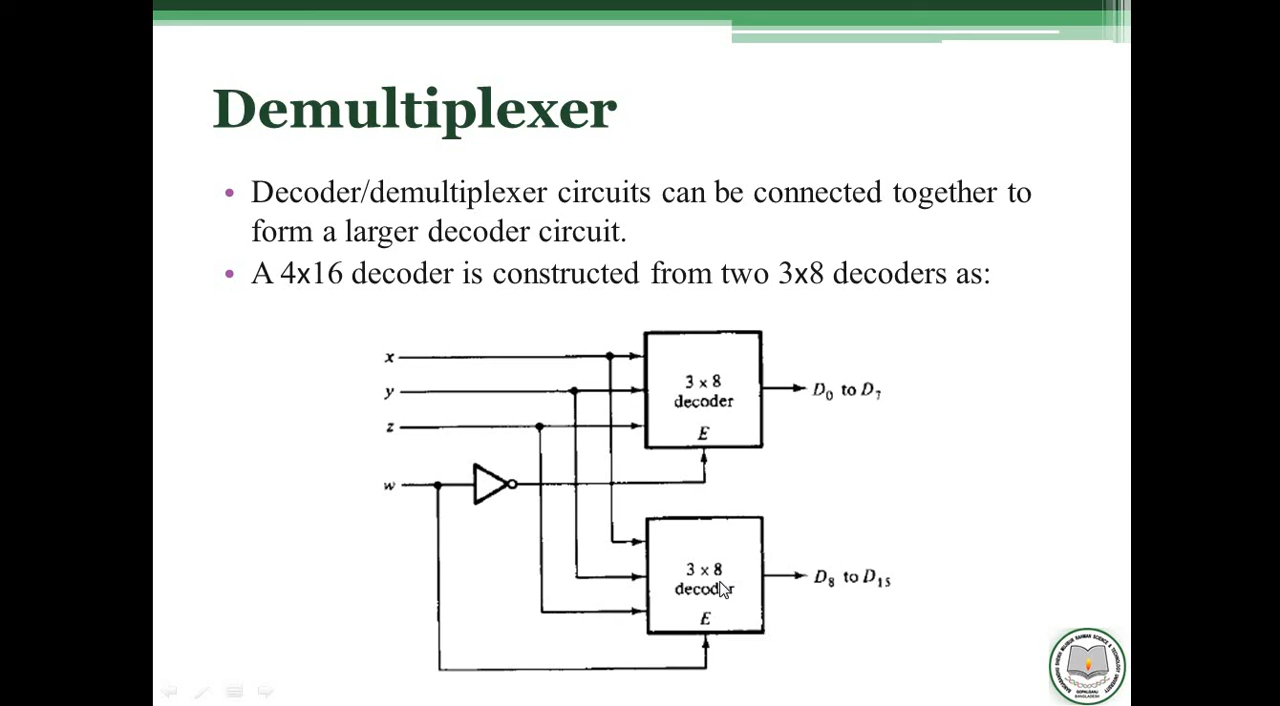 Demultiplexer
• Decoder/demultiplexer circuits can be connected together to
form a larger decoder circuit.
• A 4x16 decoder is constructed from two 3x8 decoders as:
x
y
z
w
3 x 8
decoder
E
D₀ to D₇
3 x 8
decoder
E
D₈ to D₁₅